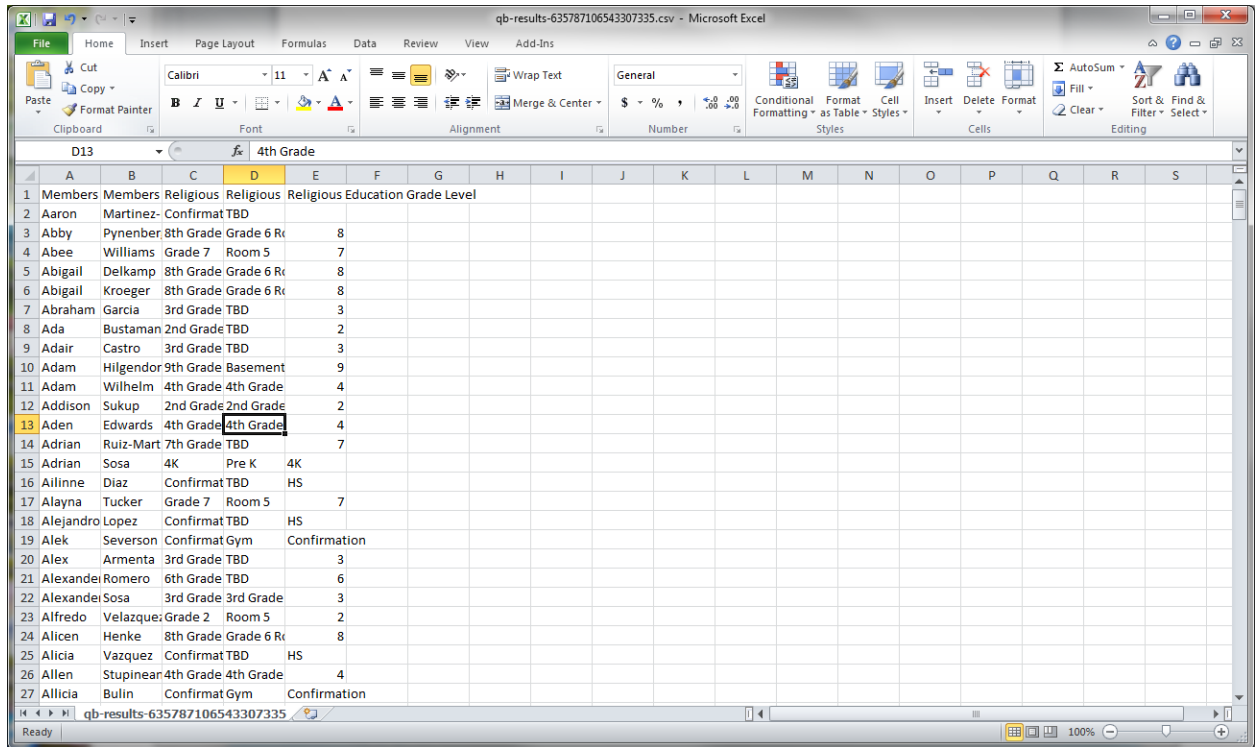 qb-results-635787106543307335.csv - Microsoft Excel
File Home Insert Page Layout Formulas Data Review View Add-Ins
Cut
Copy
Format Painter
Paste
Calibri 11 A A
B I U A
Wrap Text
Merge & Center
General
$ % , .0 .00 .00 .0
Conditional Formatting Format as Table Cell Styles
Insert Delete Format
Σ AutoSum
Fill
Clear
Sort & Filter Find & Select
Clipboard Font Alignment Number Styles Cells Editing
D13 fx 4th Grade
A B C D E F G H I J K L M N O P Q R S
1 Members Members Religious Religious Religious Education Grade Level
2 Aaron Martinez- Confirmat TBD
3 Abby Pynenber 8th Grade Grade 6 Ro 8
4 Abee Williams Grade 7 Room 5 7
5 Abigail Delkamp 8th Grade Grade 6 Ro 8
6 Abigail Kroeger 8th Grade Grade 6 Ro 8
7 Abraham Garcia 3rd Grade TBD 3
8 Ada Bustaman 2nd Grade TBD 2
9 Adair Castro 3rd Grade TBD 3
10 Adam Hilgendor 9th Grade Basement 9
11 Adam Wilhelm 4th Grade 4th Grade 4
12 Addison Sukup 2nd Grade 2nd Grade 2
13 Aden Edwards 4th Grade 4th Grade 4
14 Adrian Ruiz-Mart 7th Grade TBD 7
15 Adrian Sosa 4K Pre K 4K
16 Ailinne Diaz Confirmat TBD HS
17 Alayna Tucker Grade 7 Room 5 7
18 Alejandro Lopez Confirmat TBD HS
19 Alek Severson Confirmat Gym Confirmation
20 Alex Armenta 3rd Grade TBD 3
21 Alexander Romero 6th Grade TBD 6
22 Alexander Sosa 3rd Grade 3rd Grade 3
23 Alfredo Velazquez Grade 2 Room 5 2
24 Alicen Henke 8th Grade Grade 6 Ro 8
25 Alicia Vazquez Confirmat TBD HS
26 Allen Stupinear 4th Grade 4th Grade 4
27 Allicia Bulin Confirmat Gym Confirmation
qb-results-635787106543307335
Ready 100%